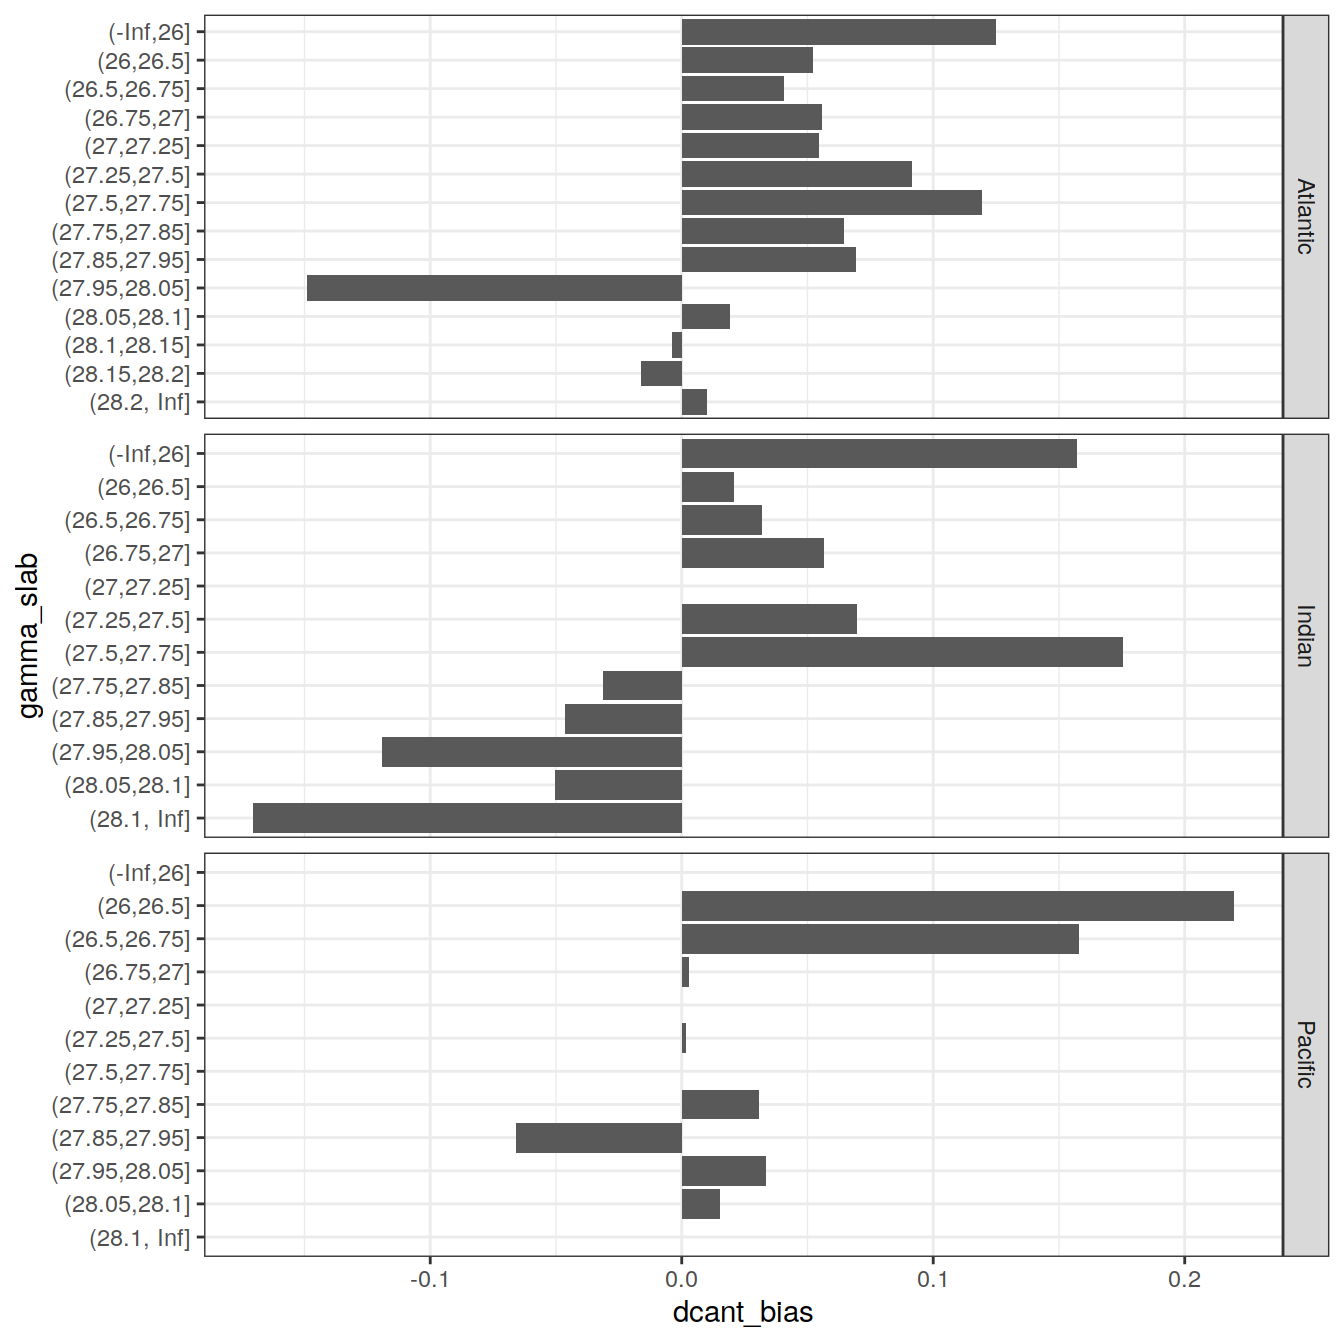 (-Inf,26]
(26,26.5]
(26.5,26.75]
(26.75,27]
(27,27.25]
(27.25,27.5]
(27.5,27.75]
(27.75,27.85]
(27.85,27.95]
(27.95,28.05]
(28.05,28.1]
(28.1,28.15]
(28.15,28.2]
(28.2, Inf]
Atlantic
(-Inf,26]
(26,26.5]
(26.5,26.75]
(26.75,27]
(27,27.25]
(27.25,27.5]
(27.5,27.75]
(27.75,27.85]
(27.85,27.95]
(27.95,28.05]
(28.05,28.1]
(28.1, Inf]
Indian
gamma_slab
(-Inf,26]
(26,26.5]
(26.5,26.75]
(26.75,27]
(27,27.25]
(27.25,27.5]
(27.5,27.75]
(27.75,27.85]
(27.85,27.95]
(27.95,28.05]
(28.05,28.1]
(28.1, Inf]
Pacific
-0.1 0.0 0.1 0.2
dcant_bias